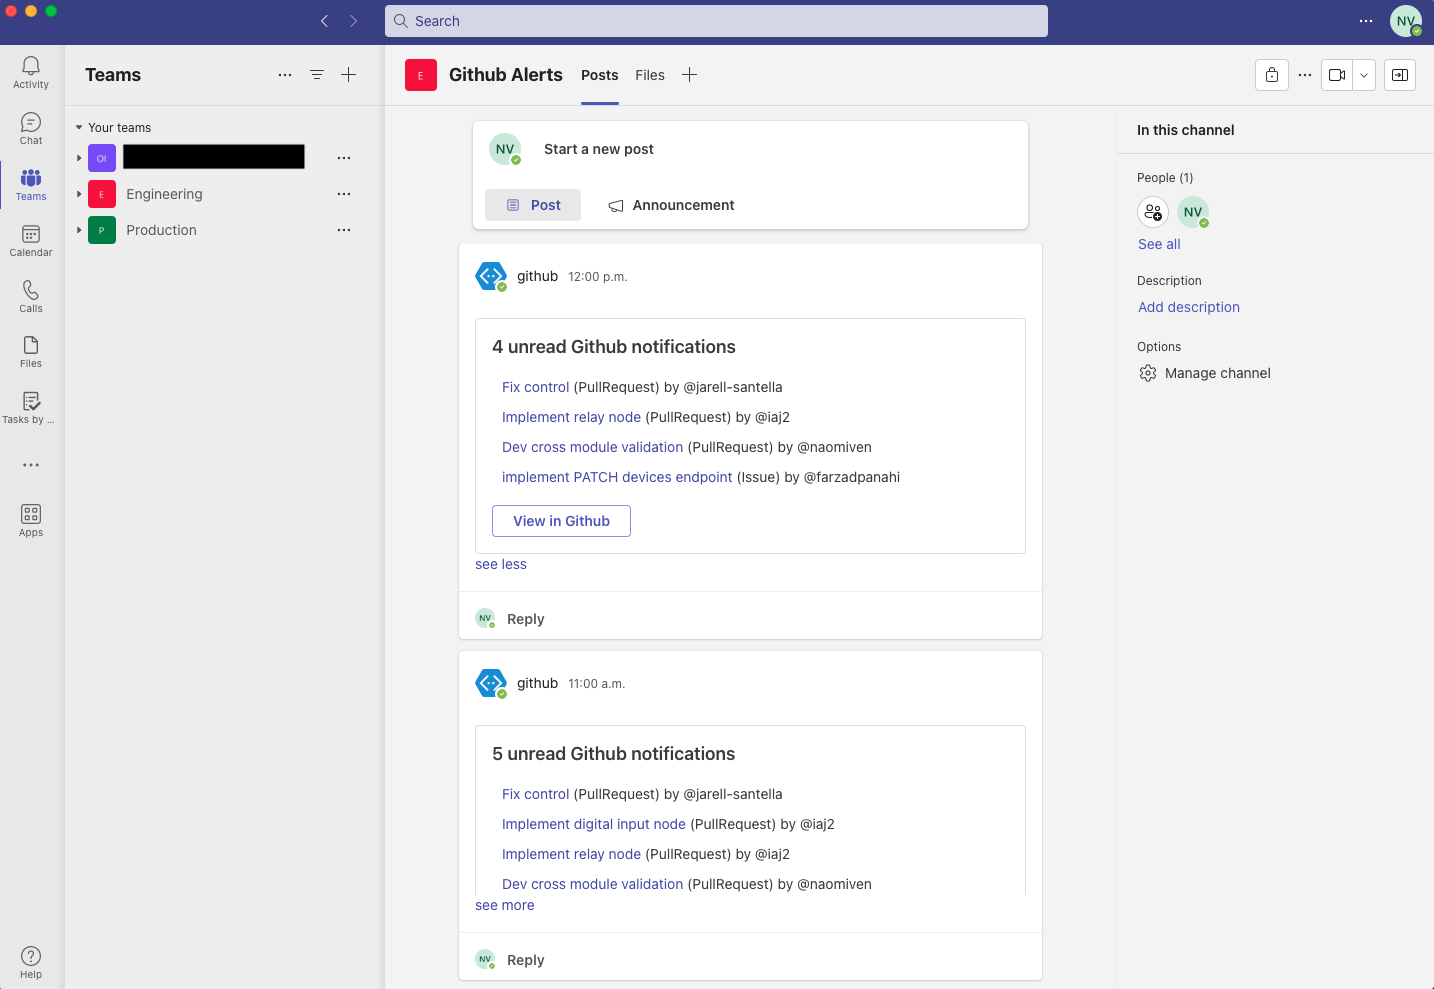 Search
NV
Activity
Chat
Teams
Calendar
Calls
Files
Tasks by ...
Apps
Help
Teams
Your teams
OI
E Engineering
P Production
E Github Alerts Posts Files
NV Start a new post
Post Announcement
github 12:00 p.m.
4 unread Github notifications
Fix control (PullRequest) by @jarell-santella
Implement relay node (PullRequest) by @iaj2
Dev cross module validation (PullRequest) by @naomiven
implement PATCH devices endpoint (Issue) by @farzadpanahi
View in Github
see less
NV Reply
github 11:00 a.m.
5 unread Github notifications
Fix control (PullRequest) by @jarell-santella
Implement digital input node (PullRequest) by @iaj2
Implement relay node (PullRequest) by @iaj2
Dev cross module validation (PullRequest) by @naomiven
see more
NV Reply
In this channel
People (1)
NV
See all
Description
Add description
Options
Manage channel